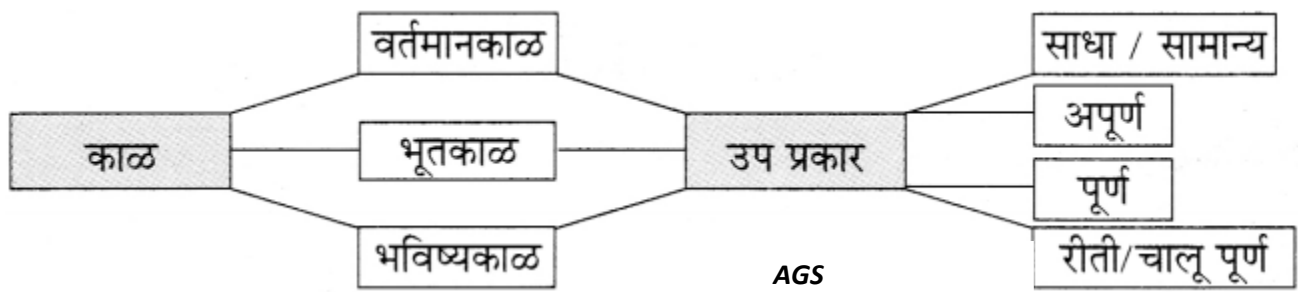 वर्तमानकाळ
साधा / सामान्य
काळ
भूतकाळ
उप प्रकार
अपूर्ण
पूर्ण
भविष्यकाळ
रीती/चालू पूर्ण
AGS